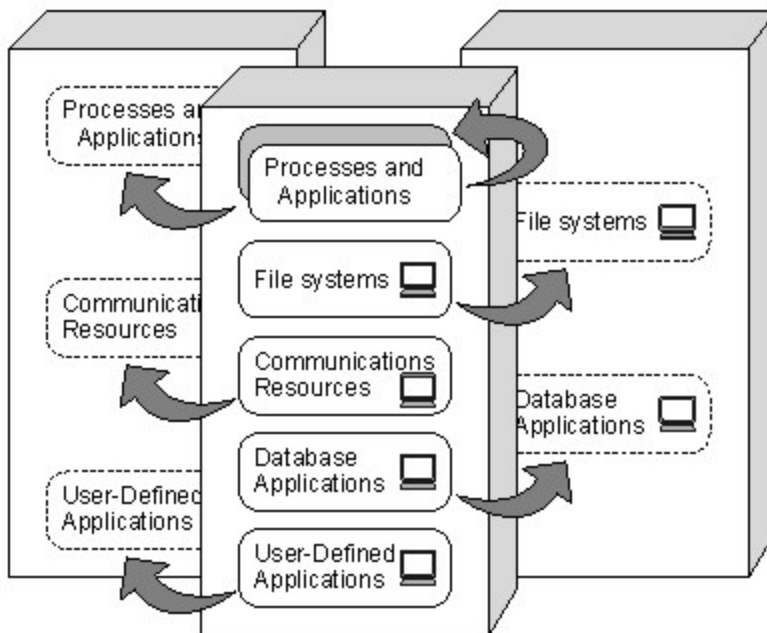 Processes an
Applications
Communicati
Resources
User-Defined
Applications
Processes and
Applications
File systems
Communications
Resources
Database
Applications
User-Defined
Applications
File systems
Database
Applications